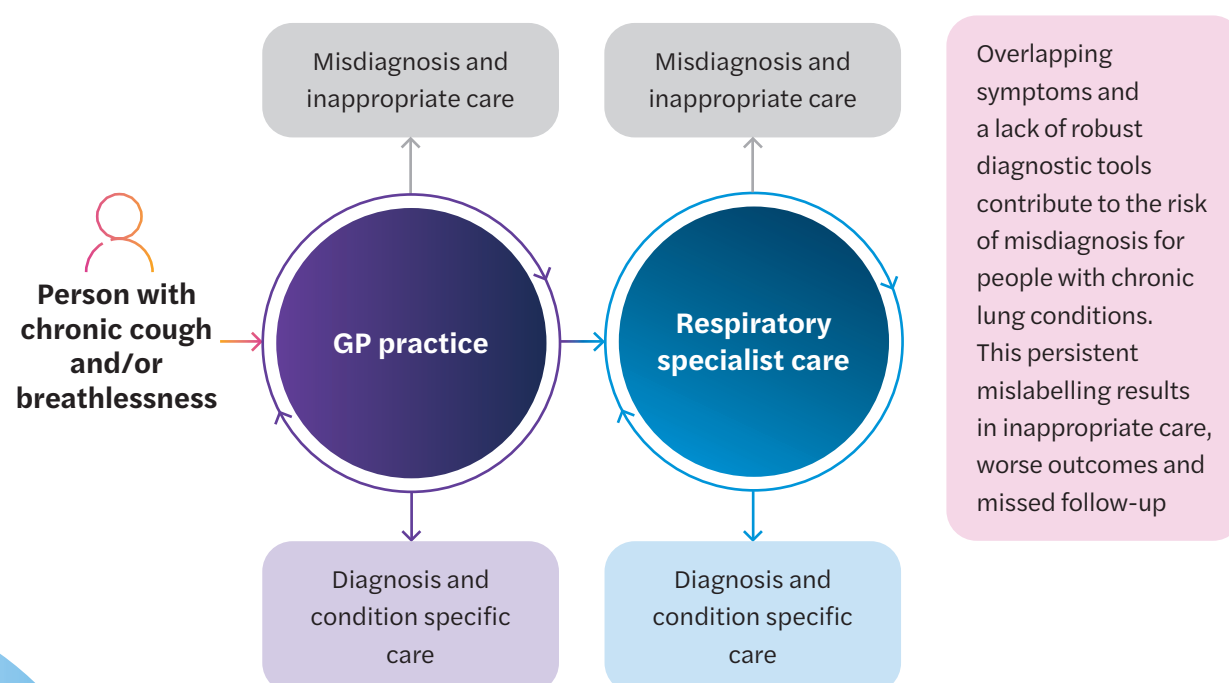 Misdiagnosis and
inappropriate care
Misdiagnosis and
inappropriate care
Person with
chronic cough
and/or
breathlessness
GP practice
Respiratory
specialist care
Diagnosis and
condition specific
care
Diagnosis and
condition specific
care
Overlapping
symptoms and
a lack of robust
diagnostic tools
contribute to the risk
of misdiagnosis for
people with chronic
lung conditions.
This persistent
mislabelling results
in inappropriate care,
worse outcomes and
missed follow-up